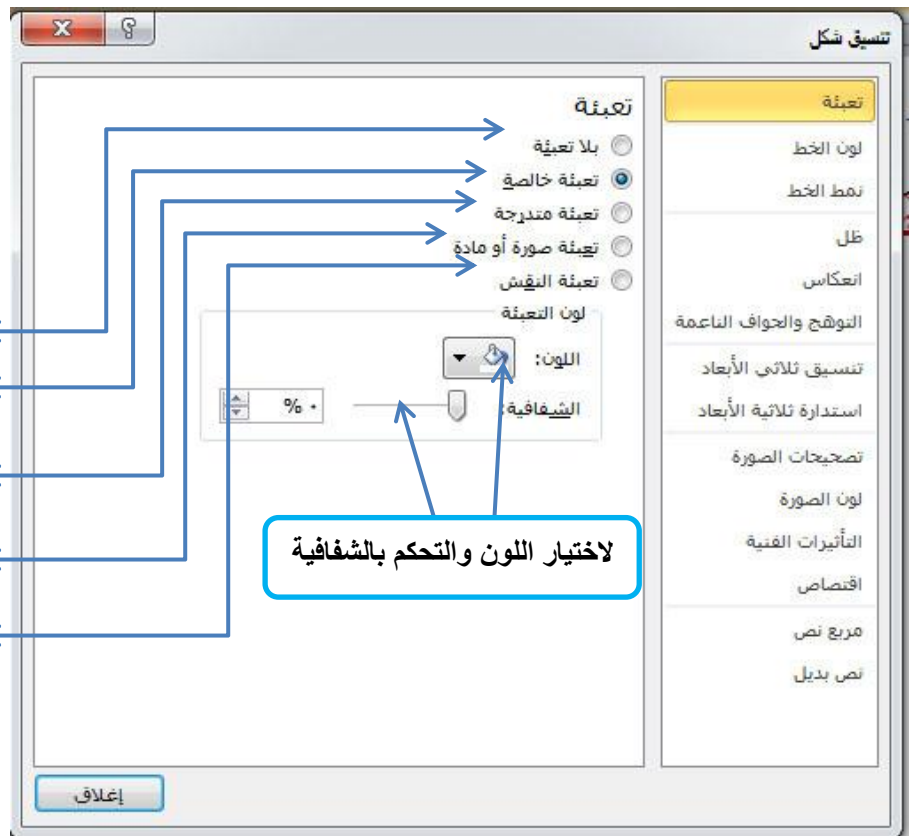 تنسيق شكل
تعبئة
لون الخط
نمط الخط
ظل
انعكاس
التوهج والحواف الناعمة
تنسيق ثلاثي الأبعاد
استدارة ثلاثية الأبعاد
تصحيحات الصورة
لون الصورة
التأثيرات الفنية
اقتصاص
مربع نص
نص بديل
تعبئة
بلا تعبئة
تعبئة خالصة
تعبئة متدرجة
تعبئة صورة أو مادة
تعبئة النقش
لون التعبئة
اللون:
الشفافية: ٠ %
لاختيار اللون والتحكم بالشفافية
إغلاق